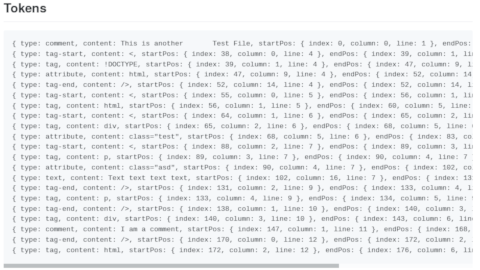 Tokens
{ type: comment, content: This is another Test File, startPos: { index: 0, column: 0, line: 1 }, endPos:
{ type: tag-start, content: <, startPos: { index: 38, column: 0, line: 4 }, endPos: { index: 39, column: 1, line
{ type: tag, content: !DOCTYPE, startPos: { index: 39, column: 1, line: 4 }, endPos: { index: 47, column: 9, l
{ type: attribute, content: html, startPos: { index: 47, column: 9, line: 4 }, endPos: { index: 52, column: 14
{ type: tag-end, content: />, startPos: { index: 52, column: 14, line: 4 }, endPos: { index: 52, column: 14, l
{ type: tag-start, content: <, startPos: { index: 55, column: 0, line: 5 }, endPos: { index: 56, column: 1, li
{ type: tag, content: html, startPos: { index: 56, column: 1, line: 5 }, endPos: { index: 60, column: 5, line:
{ type: tag-start, content: <, startPos: { index: 64, column: 1, line: 6 }, endPos: { index: 65, column: 2, li
{ type: tag, content: div, startPos: { index: 65, column: 2, line: 6 }, endPos: { index: 68, column: 5, line:
{ type: attribute, content: class="test", startPos: { index: 68, column: 5, line: 6 }, endPos: { index: 83, co
{ type: tag-start, content: <, startPos: { index: 88, column: 2, line: 7 }, endPos: { index: 89, column: 3, li
{ type: tag, content: p, startPos: { index: 89, column: 3, line: 7 }, endPos: { index: 90, column: 4, line: 7
{ type: attribute, content: class="asd", startPos: { index: 90, column: 4, line: 7 }, endPos: { index: 102, co
{ type: text, content: Text text text text, startPos: { index: 102, column: 16, line: 7 }, endPos: { index: 13
{ type: tag-end, content: />, startPos: { index: 131, column: 2, line: 9 }, endPos: { index: 133, column: 4, l
{ type: tag, content: p, startPos: { index: 133, column: 4, line: 9 }, endPos: { index: 134, column: 5, line:
{ type: tag-end, content: />, startPos: { index: 138, column: 1, line: 10 }, endPos: { index: 140, column: 3,
{ type: tag, content: div, startPos: { index: 140, column: 3, line: 10 }, endPos: { index: 143, column: 6, line
{ type: comment, content: I am a comment, startPos: { index: 147, column: 1, line: 11 }, endPos: { index: 168,
{ type: tag-end, content: />, startPos: { index: 170, column: 0, line: 12 }, endPos: { index: 172, column: 2,
{ type: tag, content: html, startPos: { index: 172, column: 2, line: 12 }, endPos: { index: 176, column: 6, li